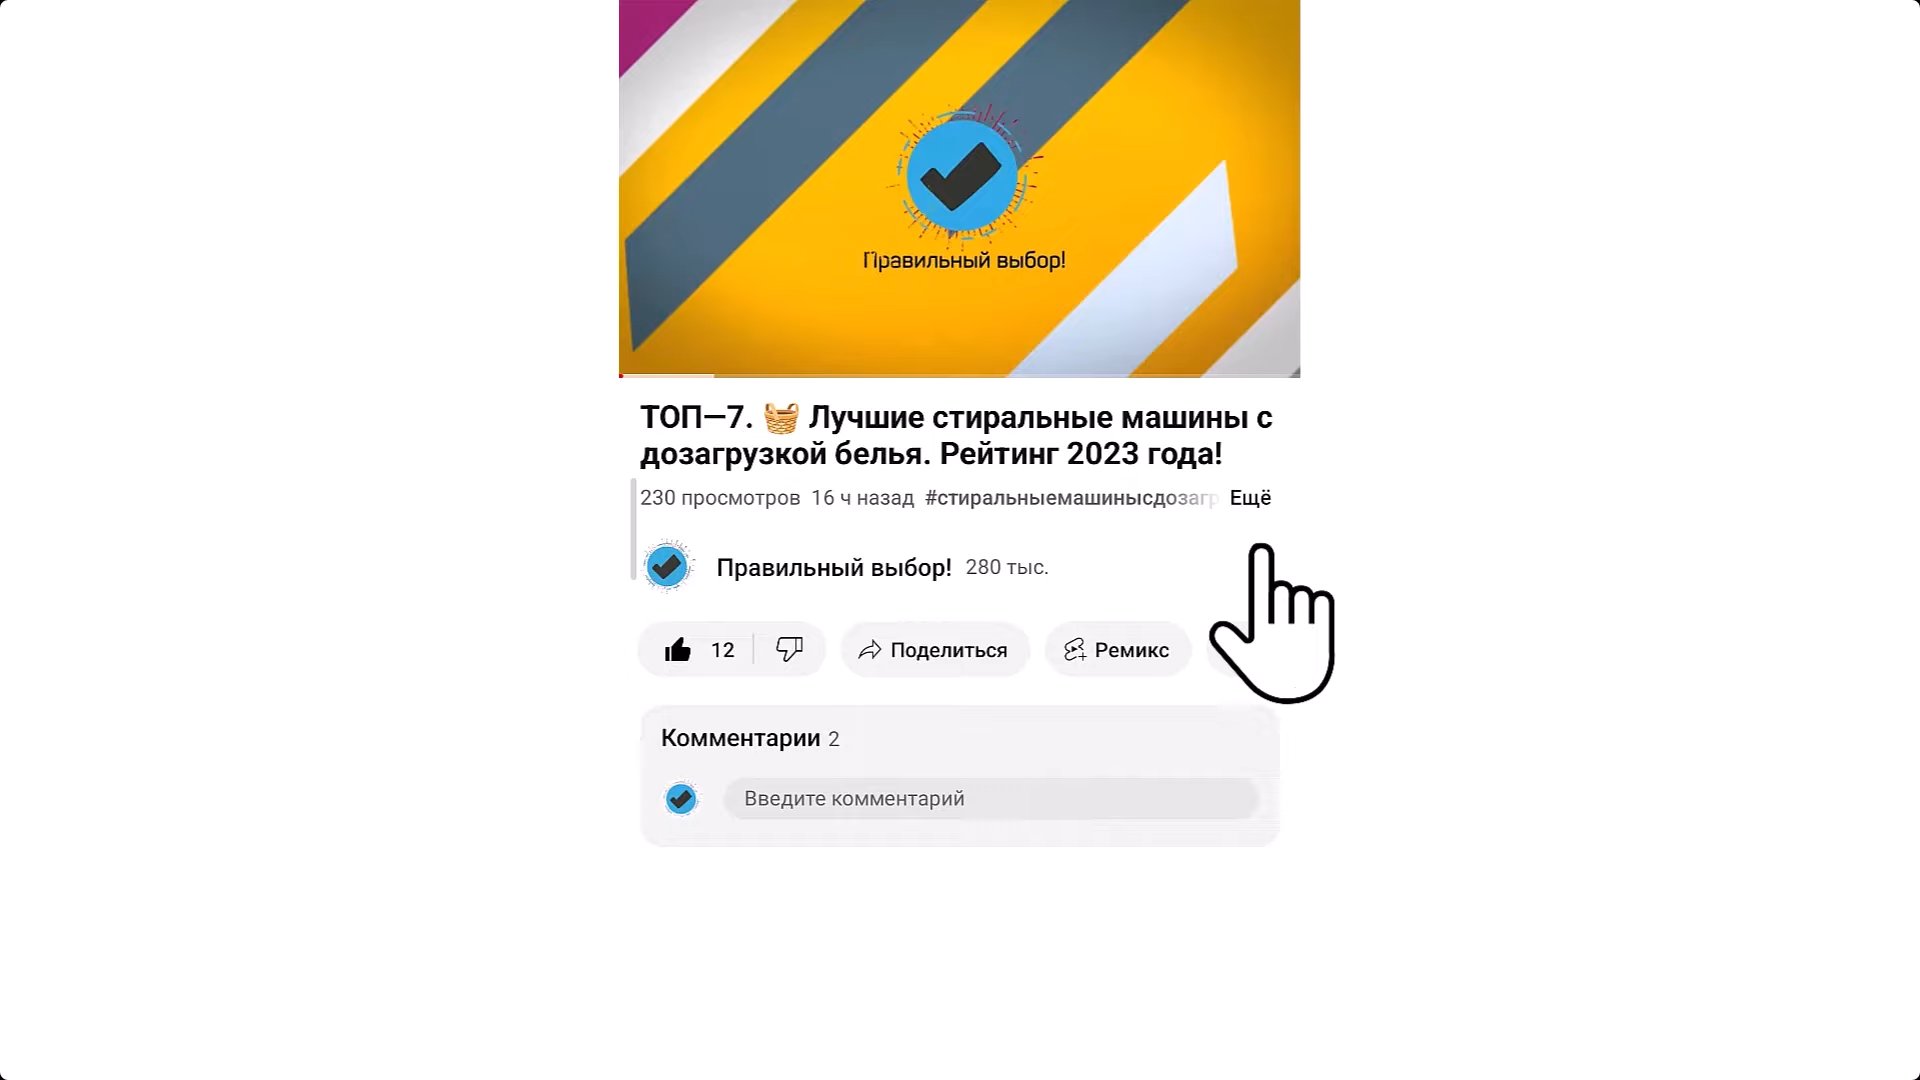 Правильный выбор!
ТОП—7. 🧺 Лучшие стиральные машины с
дозагрузкой белья. Рейтинг 2023 года!
230 просмотров 16 ч назад #стиральныемашинысдозагр Ещё
Правильный выбор! 280 тыс.
12 Поделиться Ремикс
Комментарии 2
Введите комментарий